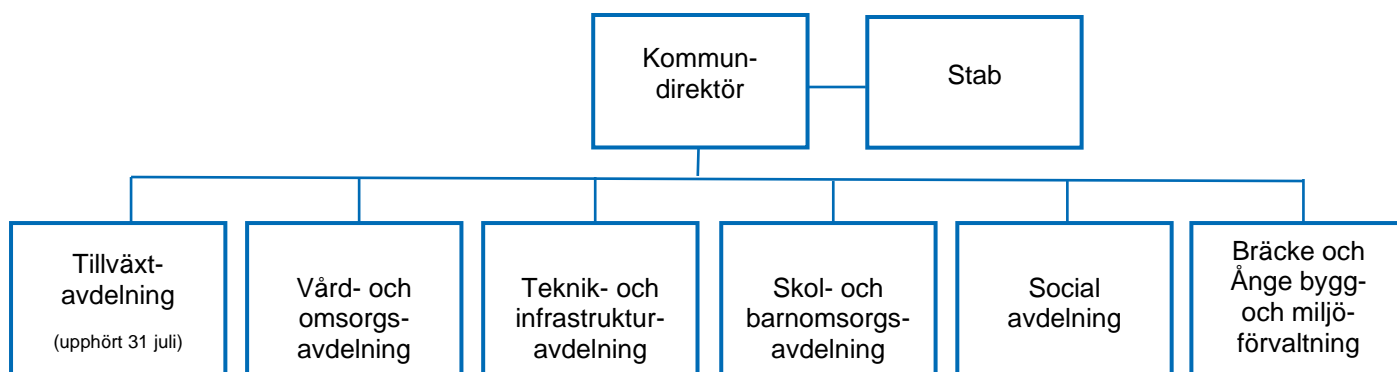 Kommun-
direktör
Stab
Tillväxt-
avdelning
(upphört 31 juli)
Vård- och
omsorgs-
avdelning
Teknik- och
infrastruktur-
avdelning
Skol- och
barnomsorgs-
avdelning
Social
avdelning
Bräcke och
Ånge bygg-
och miljö-
förvaltning